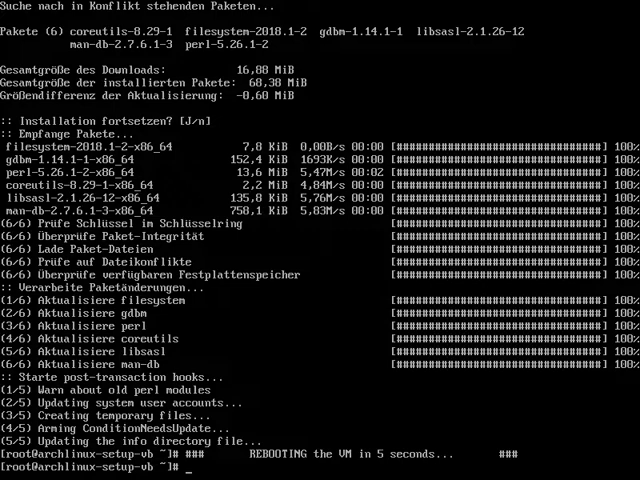 Suche nach in Konflikt stehenden Paketen...
Pakete (6) coreutils-8.29-1  filesystem-2018.1-2  gdbm-1.14.1-1  libsasl-2.1.26-12
man-db-2.7.6.1-3  perl-5.26.1-2
Gesamtgröße des Downloads:           16,88 MiB
Gesamtgröße der installierten Pakete:  68,38 MiB
Größendifferenz der Aktualisierung:  -0,60 MiB
:: Installation fortsetzen? [J/n]
:: Empfange Pakete...
filesystem-2018.1-2-x86_64            7,8 KiB  0,00B/s 00:00 [##################################] 100%
gdbm-1.14.1-1-x86_64                152,4 KiB  1693K/s 00:00 [##################################] 100%
perl-5.26.1-2-x86_64                 13,6 MiB  5,47M/s 00:02 [##################################] 100%
coreutils-8.29-1-x86_64               2,2 MiB  4,84M/s 00:00 [##################################] 100%
libsasl-2.1.26-12-x86_64            135,8 KiB  5,76M/s 00:00 [##################################] 100%
man-db-2.7.6.1-3-x86_64             758,1 KiB  5,83M/s 00:00 [##################################] 100%
(6/6) Prüfe Schlüssel im Schlüsselring                       [##################################] 100%
(6/6) Überprüfe Paket-Integrität                             [##################################] 100%
(6/6) Lade Paket-Dateien                                     [##################################] 100%
(6/6) Prüfe auf Dateikonflikte                               [##################################] 100%
(6/6) Überprüfe verfügbaren Festplattenspeicher              [##################################] 100%
:: Verarbeite Paketänderungen...
(1/6) Aktualisiere filesystem                                [##################################] 100%
(2/6) Aktualisiere gdbm                                      [##################################] 100%
(3/6) Aktualisiere perl                                      [##################################] 100%
(4/6) Aktualisiere coreutils                                 [##################################] 100%
(5/6) Aktualisiere libsasl                                   [##################################] 100%
(6/6) Aktualisiere man-db                                    [##################################] 100%
:: Starte post-transaction hooks...
(1/5) Warn about old perl modules
(2/5) Updating system user accounts...
(3/5) Creating temporary files...
(4/5) Arming ConditionNeedsUpdate...
(5/5) Updating the info directory file...
[root@archlinux-setup-vb ~]# ###       REBOOTING the VM in 5 seconds...       ###
[root@archlinux-setup-vb ~]# _